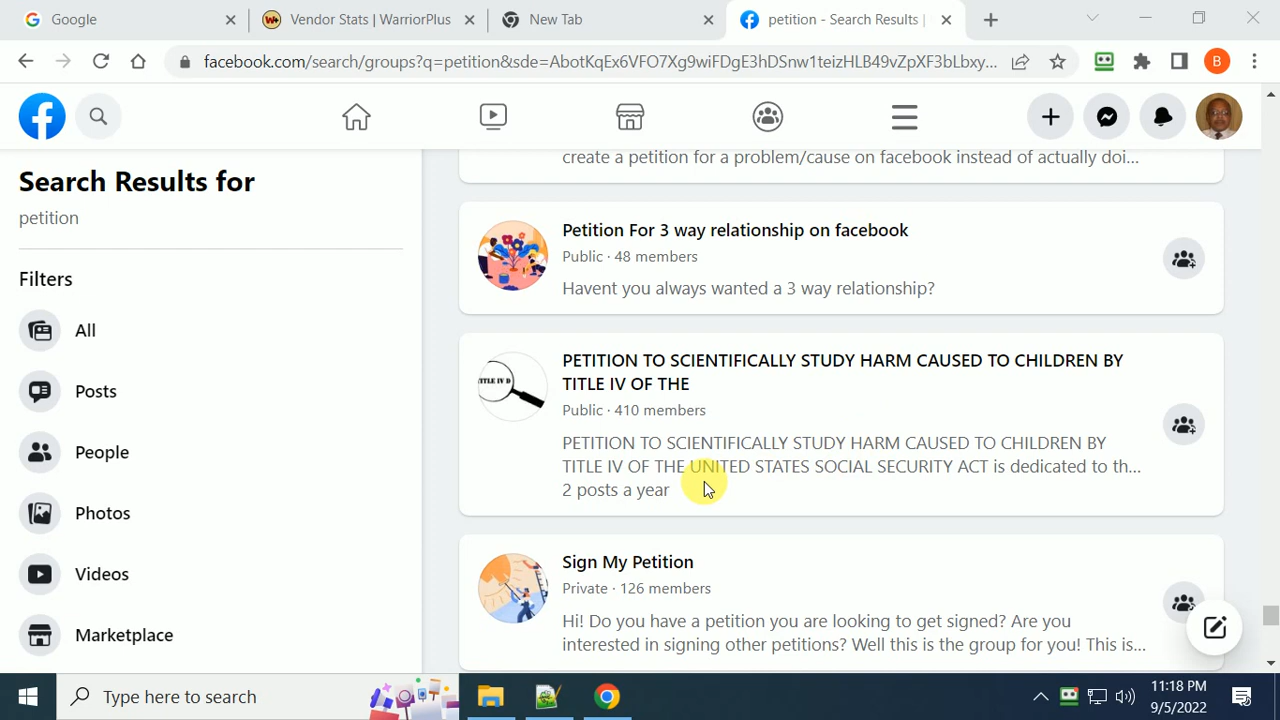 Google
Vendor Stats | WarriorPlus
New Tab
petition - Search Results |
facebook.com/search/groups?q=petition&sde=AbotKqEx6VFO7Xg9wiFDgE3hDSnw1teizHLB49vZpXF3bLbxy...
B
Search Results for
petition
Filters
All
Posts
People
Photos
Videos
Marketplace
create a petition for a problem/cause on facebook instead of actually doi...
Petition For 3 way relationship on facebook
Public · 48 members
Havent you always wanted a 3 way relationship?
TITLE IV D
PETITION TO SCIENTIFICALLY STUDY HARM CAUSED TO CHILDREN BY
TITLE IV OF THE
Public · 410 members
PETITION TO SCIENTIFICALLY STUDY HARM CAUSED TO CHILDREN BY
TITLE IV OF THE UNITED STATES SOCIAL SECURITY ACT is dedicated to th...
2 posts a year
Sign My Petition
Private · 126 members
Hi! Do you have a petition you are looking to get signed? Are you
interested in signing other petitions? Well this is the group for you! This is...
Type here to search
11:18 PM
9/5/2022